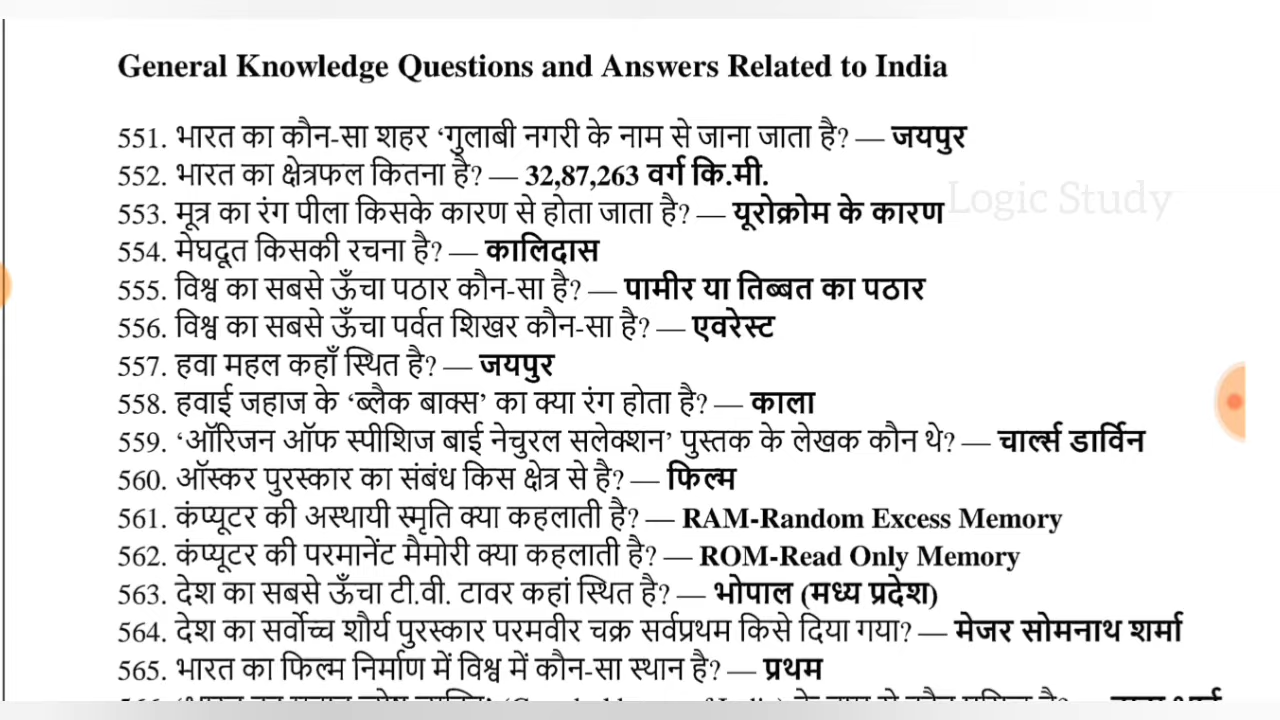 General Knowledge Questions and Answers Related to India
551. भारत का कौन-सा शहर ‘गुलाबी नगरी के नाम से जाना जाता है? — जयपुर
552. भारत का क्षेत्रफल कितना है? — 32,87,263 वर्ग कि.मी.
553. मूत्र का रंग पीला किसके कारण से होता जाता है? — यूरोक्रोम के कारण
Logic Study
554. मेघदूत किसकी रचना है? — कालिदास
555. विश्व का सबसे ऊँचा पठार कौन-सा है? — पामीर या तिब्बत का पठार
556. विश्व का सबसे ऊँचा पर्वत शिखर कौन-सा है? — एवरेस्ट
557. हवा महल कहाँ स्थित है? — जयपुर
558. हवाई जहाज के ‘ब्लैक बाक्स’ का क्या रंग होता है? — काला
559. ‘ऑरिजन ऑफ स्पीशिज बाई नेचुरल सलेक्शन’ पुस्तक के लेखक कौन थे? — चार्ल्स डार्विन
560. ऑस्कर पुरस्कार का संबंध किस क्षेत्र से है? — फिल्म
561. कंप्यूटर की अस्थायी स्मृति क्या कहलाती है? — RAM-Random Excess Memory
562. कंप्यूटर की परमानेंट मैमोरी क्या कहलाती है? — ROM-Read Only Memory
563. देश का सबसे ऊँचा टी.वी. टावर कहां स्थित है? — भोपाल (मध्य प्रदेश)
564. देश का सर्वोच्च शौर्य पुरस्कार परमवीर चक्र सर्वप्रथम किसे दिया गया? — मेजर सोमनाथ शर्मा
565. भारत का फिल्म निर्माण में विश्व में कौन-सा स्थान है? — प्रथम